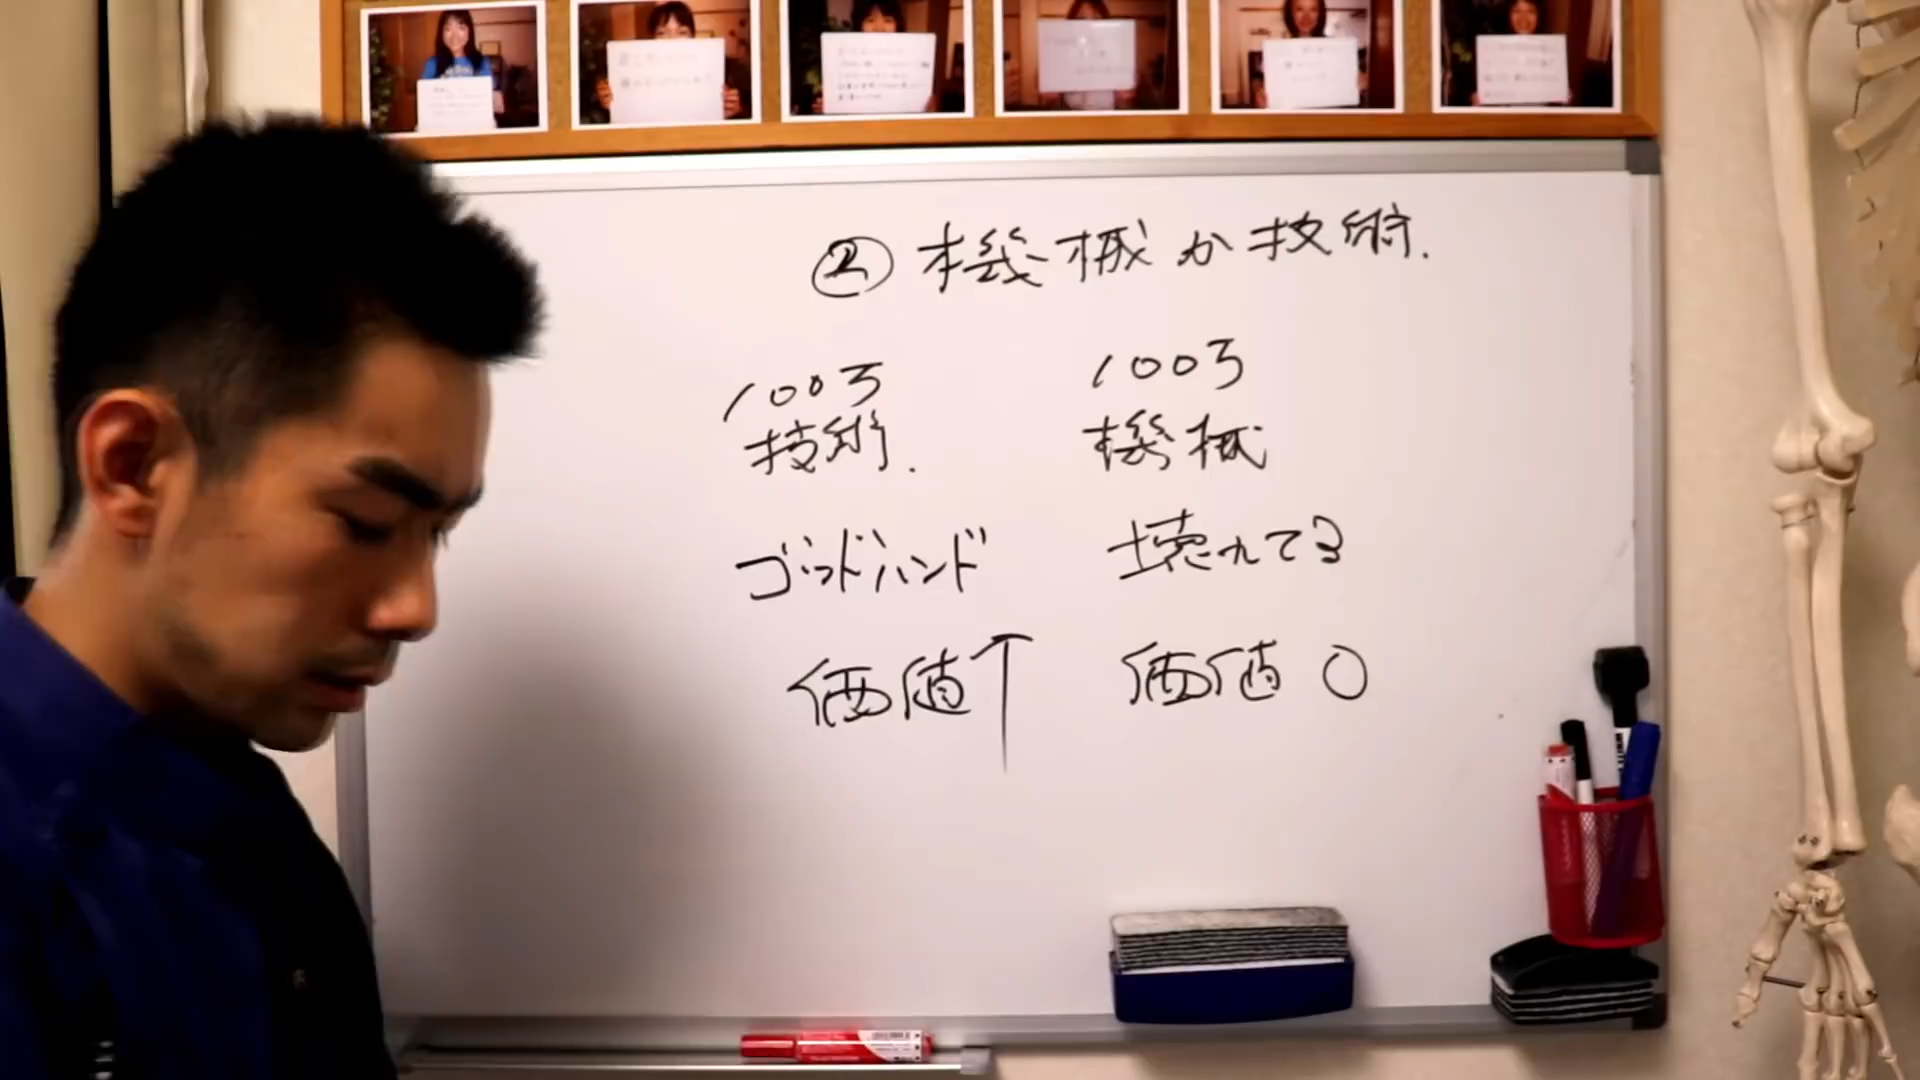 ② 機械か技術.
100万
技術.
ゴッドハンド
価値↑
100万
機械
壊れてる
価値 0